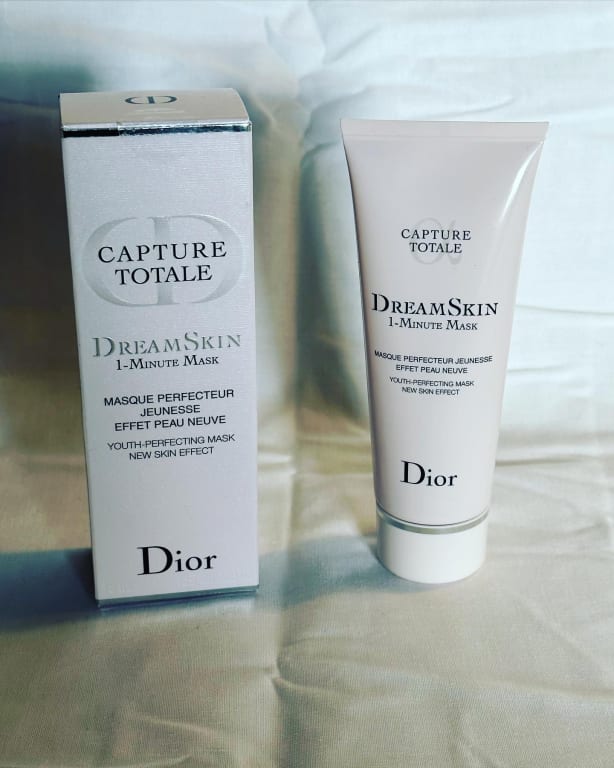 CAPTURE
TOTALE
DREAMSKIN
1-MINUTE MASK
MASQUE PERFECTEUR
JEUNESSE
EFFET PEAU NEUVE
YOUTH-PERFECTING MASK
NEW SKIN EFFECT
Dior
CAPTURE
TOTALE
DREAMSKIN
1-MINUTE MASK
MASQUE PERFECTEUR JEUNESSE
EFFET PEAU NEUVE
YOUTH-PERFECTING MASK
NEW SKIN EFFECT
Dior